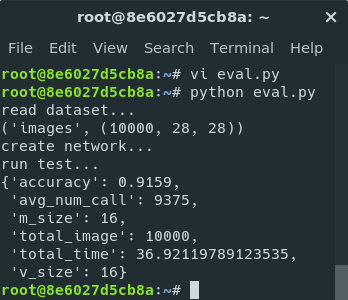 root@8e6027d5cb8a: ~
File Edit View Search Terminal Help
root@8e6027d5cb8a:~# vi eval.py
root@8e6027d5cb8a:~# python eval.py
read dataset...
('images', (10000, 28, 28))
create network...
run test...
{'accuracy': 0.9159,
 'avg_num_call': 9375,
 'm_size': 16,
 'total_image': 10000,
 'total_time': 36.92119789123535,
 'v_size': 16}
root@8e6027d5cb8a:~#